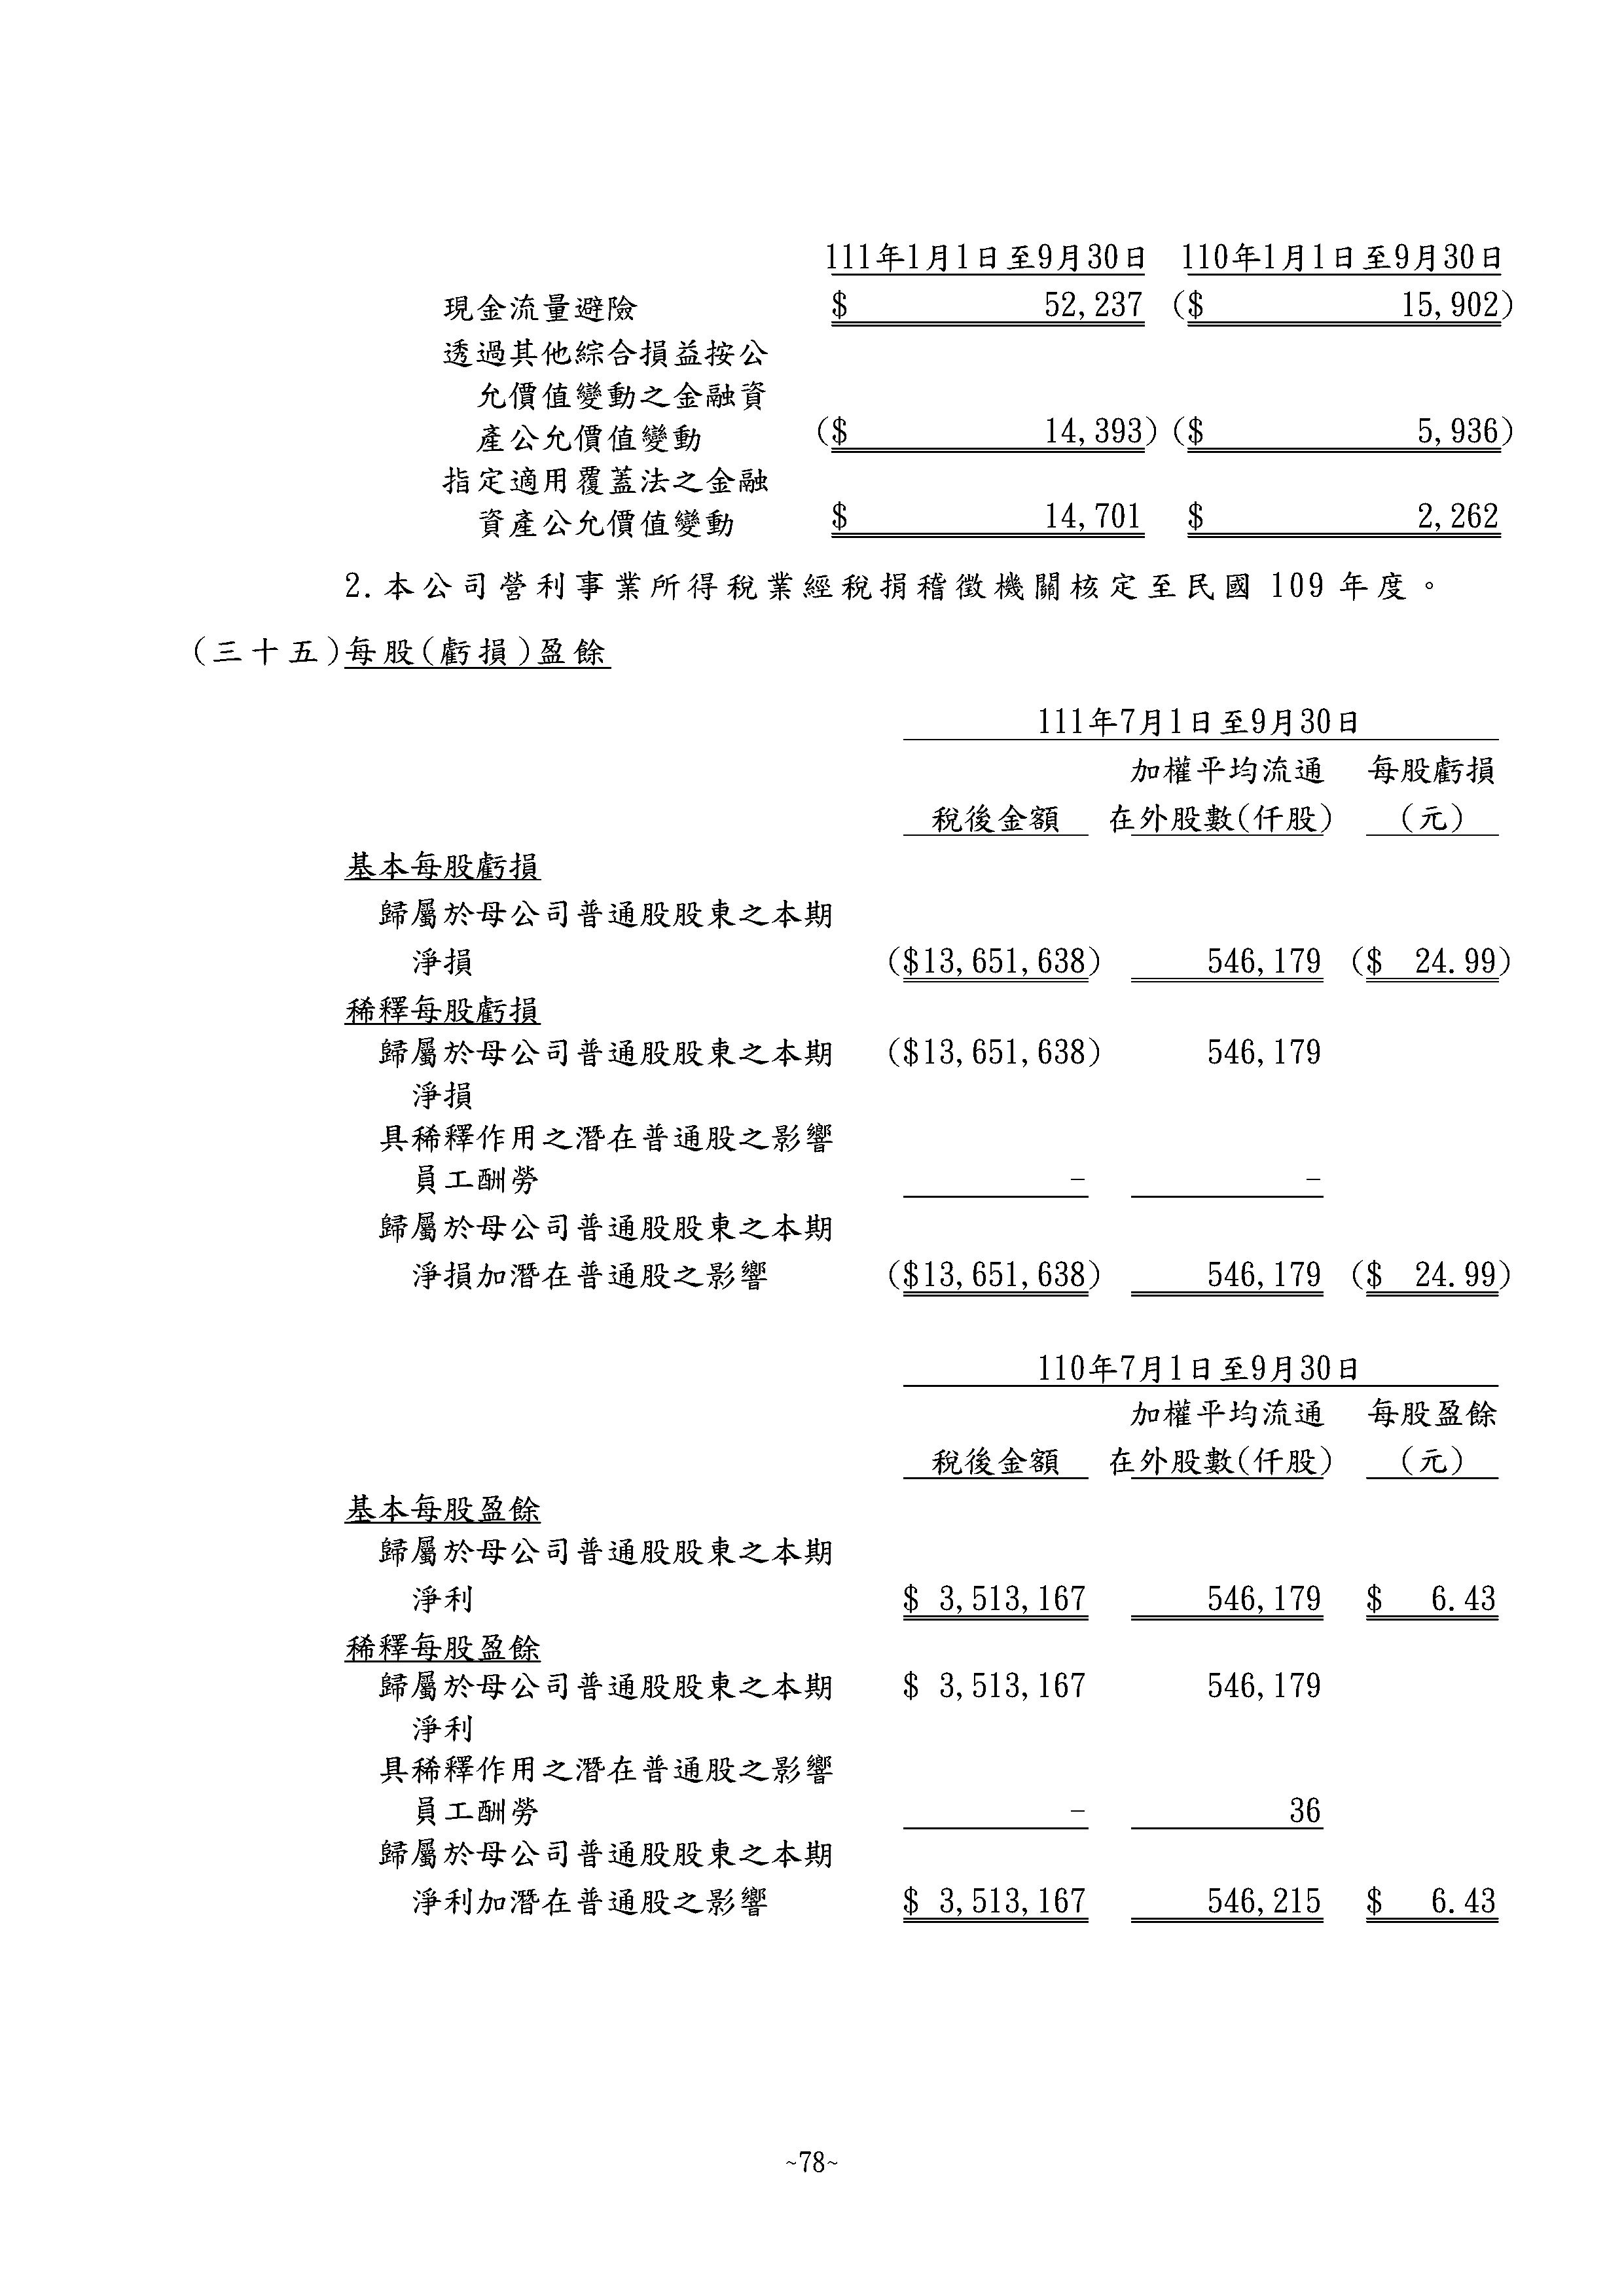 111年1月1日至9月30日 110年1月1日至9月30日
現金流量避險 $ 52,237 ($ 15,902)
透過其他綜合損益按公
允價值變動之金融資
產公允價值變動 ($ 14,393) ($ 5,936)
指定適用覆蓋法之金融
資產公允價值變動 $ 14,701 $ 2,262
2.本公司營利事業所得稅業經稅捐稽徵機關核定至民國 109 年度。
(三十五)每股(虧損)盈餘
111年7月1日至9月30日
加權平均流通 每股虧損
稅後金額 在外股數(仟股) (元)
基本每股虧損
歸屬於母公司普通股股東之本期
淨損 ($13,651,638) 546,179 ($ 24.99)
稀釋每股虧損
歸屬於母公司普通股股東之本期 ($13,651,638) 546,179
淨損
具稀釋作用之潛在普通股之影響
員工酬勞 - -
歸屬於母公司普通股股東之本期
淨損加潛在普通股之影響 ($13,651,638) 546,179 ($ 24.99)
110年7月1日至9月30日
加權平均流通 每股盈餘
稅後金額 在外股數(仟股) (元)
基本每股盈餘
歸屬於母公司普通股股東之本期
淨利 $ 3,513,167 546,179 $ 6.43
稀釋每股盈餘
歸屬於母公司普通股股東之本期 $ 3,513,167 546,179
淨利
具稀釋作用之潛在普通股之影響
員工酬勞 - 36
歸屬於母公司普通股股東之本期
淨利加潛在普通股之影響 $ 3,513,167 546,215 $ 6.43
~78~